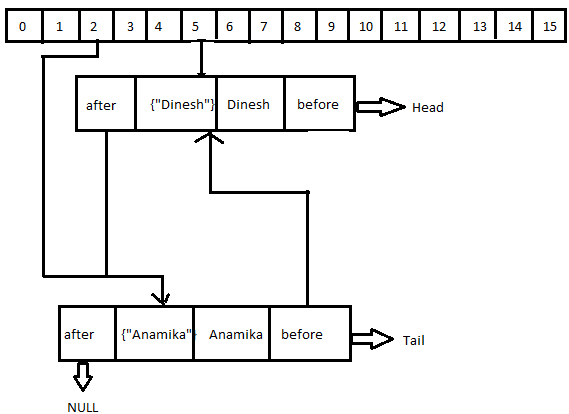 0 1 2 3 4 5 6 7 8 9 10 11 12 13 14 15
after {"Dinesh"} Dinesh before Head
after {"Anamika"} Anamika before Tail
NULL